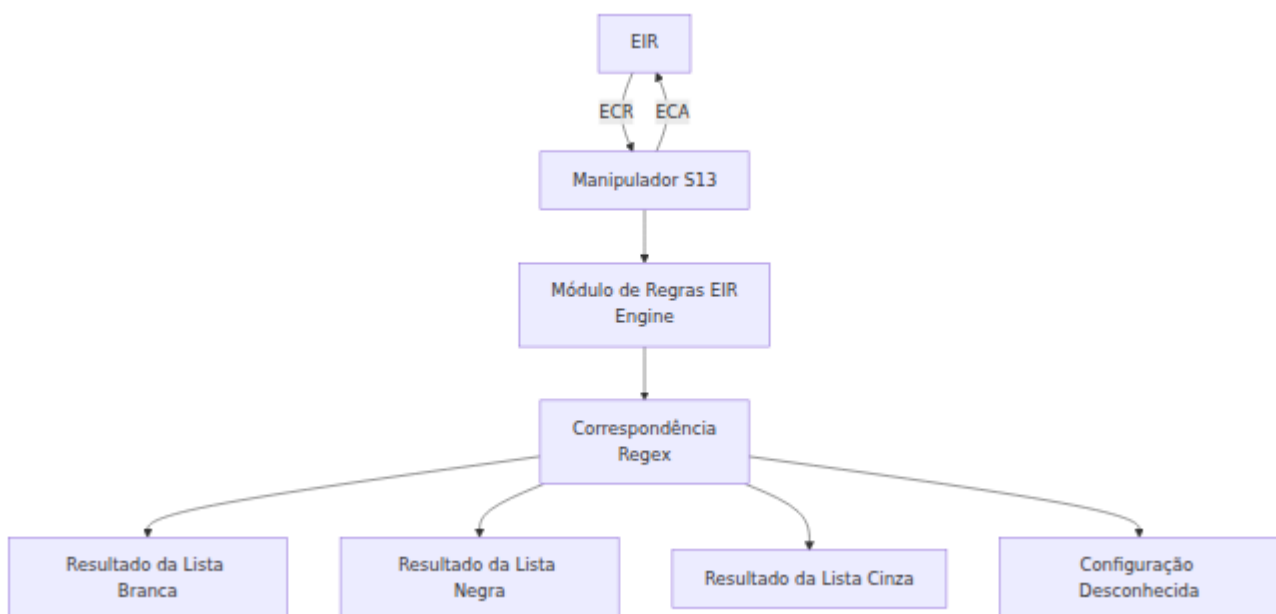 EIR
ECR
ECA
Manipulador S13
Módulo de Regras EIR
Engine
Correspondência
Regex
Resultado da Lista
Branca
Resultado da Lista
Negra
Resultado da Lista Cinza
Configuração
Desconhecida